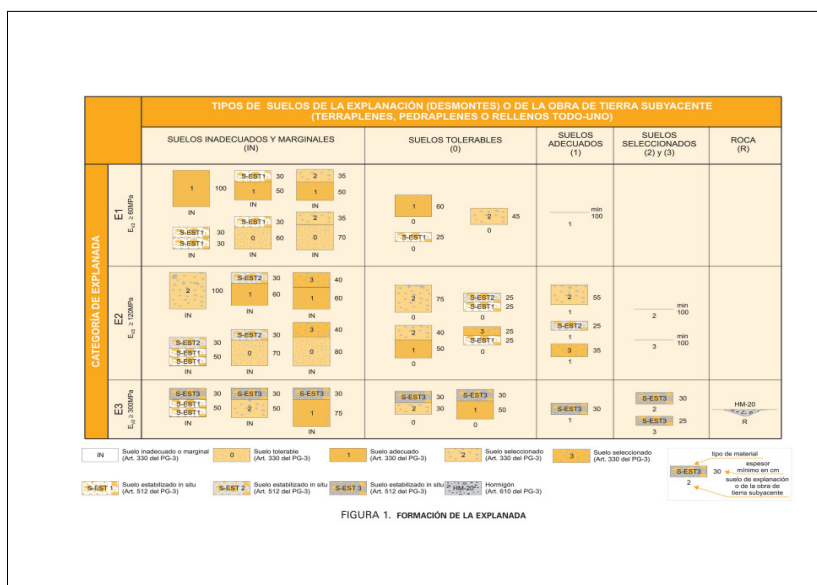 TIPOS DE SUELOS DE LA EXPLANACIÓN (DESMONTES) O DE LA OBRA DE TIERRA SUBYACENTE
(TERRAPLENES, PEDRAPLENES O RELLENOS TODO-UNO)
SUELOS INADECUADOS Y MARGINALES
(IN)
SUELOS TOLERABLES
(0)
SUELOS
ADECUADOS
(1)
SUELOS
SELECCIONADOS
(2) y (3)
ROCA
(R)
CATEGORÍA DE EXPLANADA
E1
EV2 ≥ 60MPa
1 100
IN
S-EST1 30
1 50
IN
2 35
1 50
IN
S-EST1 30
S-EST1 30
IN
S-EST1 30
0 60
IN
2 35
0 70
IN
1 60
0
2 45
0
S-EST1 25
0
min
100
1
E2
EV2 ≥ 120MPa
2 100
IN
S-EST2 30
1 60
IN
3 40
1 60
IN
S-EST2 30
S-EST1 50
S-EST1
IN
S-EST2 30
0 70
IN
3 40
0 80
IN
2 75
0
S-EST2 25
S-EST1 25
0
2 40
1 50
0
3 25
S-EST1 25
0
2 55
1
S-EST2 25
1
3 35
1
min
100
2
min
100
3
E3
EV2 ≥ 300MPa
S-EST3 30
S-EST1 50
S-EST1
IN
S-EST3 30
2 50
IN
S-EST3 30
1 75
IN
S-EST3 30
2 30
0
S-EST3 30
1 50
0
S-EST3 30
1
S-EST3 30
2
S-EST3 25
3
HM-20
R
IN Suelo inadecuado o marginal
(Art. 330 del PG-3)
0 Suelo tolerable
(Art. 330 del PG-3)
1 Suelo adecuado
(Art. 330 del PG-3)
2 Suelo seleccionado
(Art. 330 del PG-3)
3 Suelo seleccionado
(Art. 330 del PG-3)
S-EST 1 Suelo estabilizado in situ
(Art. 512 del PG-3)
S-EST 2 Suelo estabilizado in situ
(Art. 512 del PG-3)
S-EST 3 Suelo estabilizado in situ
(Art. 512 del PG-3)
HM-20 Hormigón
(Art. 610 del PG-3)
tipo de material
espesor
mínimo en cm
S-EST3 30
2
suelo de explanación
o de la obra de
tierra subyacente
FIGURA 1. FORMACIÓN DE LA EXPLANADA